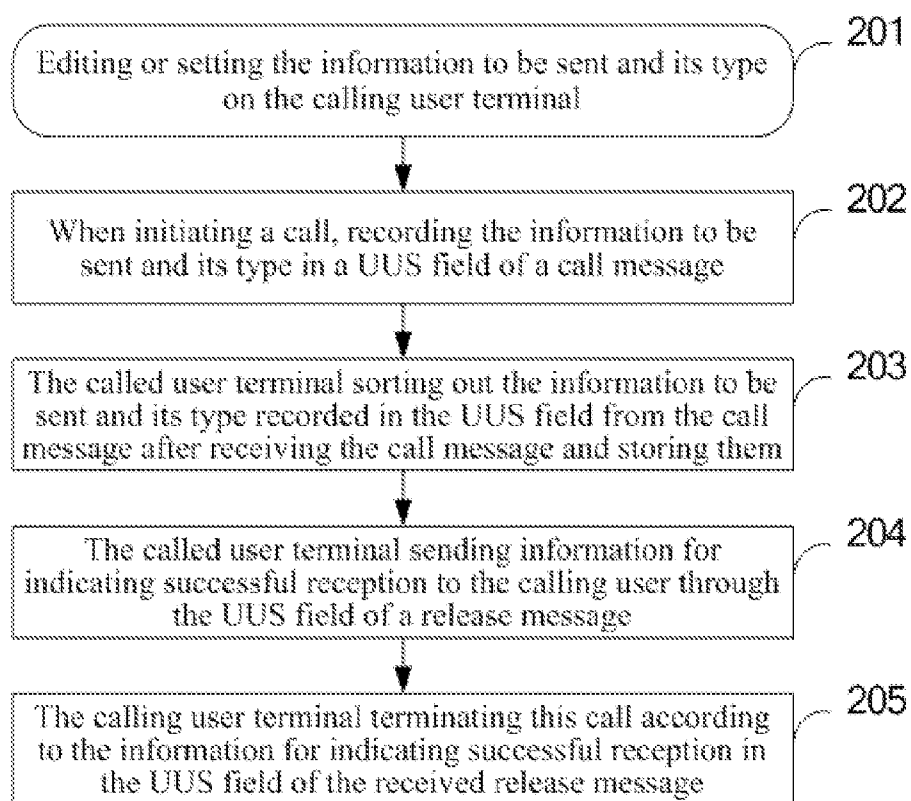 201
Editing or setting the information to be sent and its type
on the calling user terminal
202
When initiating a call, recording the information to be
sent and its type in a UUS field of a call message
203
The called user terminal sorting out the information to be
sent and its type recorded in the UUS field from the call
message after receiving the call message and storing them
204
The called user terminal sending information for
indicating successful reception to the calling user through
the UUS field of a release message
205
The calling user terminal terminating this call according
to the information for indicating successful reception in
the UUS field of the received release message